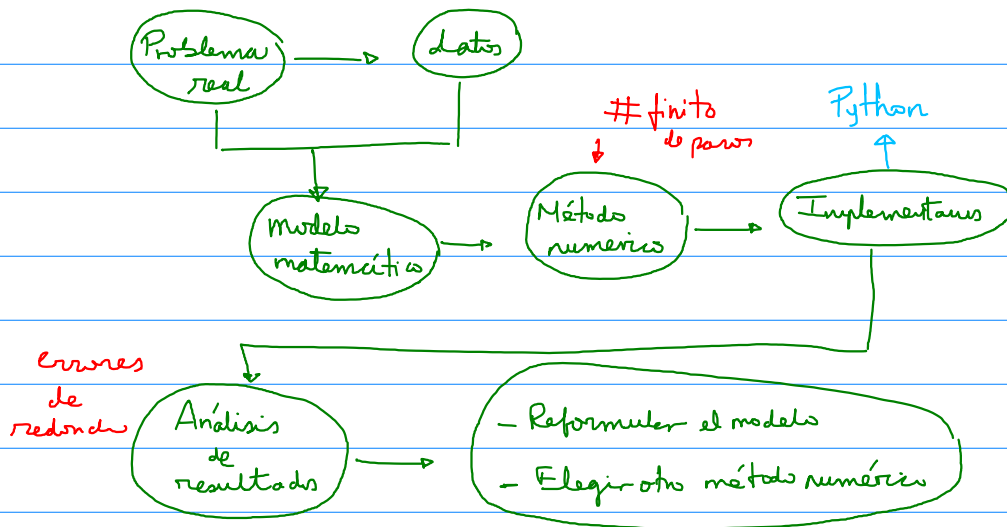 Problema
real
datos
# finito
de pasos
Python
Modelo
matemático
Método
numérico
Implementamos
errores
de
redondeo
Análisis
de
resultados
- Reformular el modelo
- Elegir otro método numérico